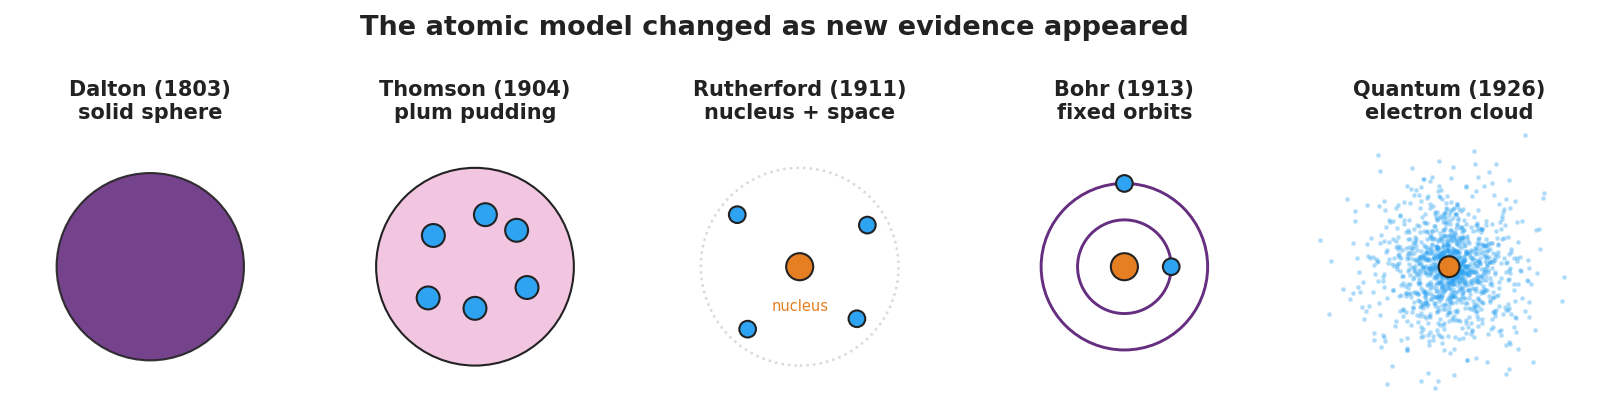 The atomic model changed as new evidence appeared
Dalton (1803)
solid sphere
Thomson (1904)
plum pudding
Rutherford (1911)
nucleus + space
Bohr (1913)
fixed orbits
Quantum (1926)
electron cloud
nucleus